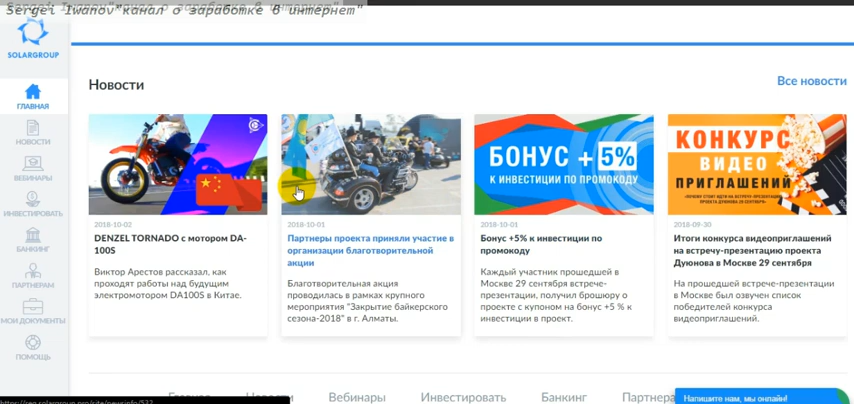 Sergei Iwanov"канал о заработке в интернет"
SOLARGROUP
ГЛАВНАЯ
НОВОСТИ
ВЕБИНАРЫ
ИНВЕСТИРОВАТЬ
БАНКИНГ
ПАРТНЕРАМ
МОИ ДОКУМЕНТЫ
ПОМОЩЬ
Новости
Все новости
2018-10-02
DENZEL TORNADO с мотором DA-
100S
Виктор Арестов рассказал, как
проходят работы над будущим
электромотором DA100S в Китае.
2018-10-01
Партнеры проекта приняли участие в
организации благотворительной
акции
Благотворительная акция
проводилась в рамках крупного
мероприятия "Закрытие байкерского
сезона-2018" в г. Алматы.
БОНУС +5%
К ИНВЕСТИЦИИ ПО ПРОМОКОДУ
2018-10-01
Бонус +5% к инвестиции по
промокоду
Каждый участник прошедшей в
Москве 29 сентября встрече-
презентации, получил брошюру о
проекте с купоном на бонус +5 % к
инвестиции в проект.
КОНКУРС
ВИДЕО
ПРИГЛАШЕНИЙ
2018-09-30
Итоги конкурса видеоприглашений
на встречу-презентацию проекта
Дуюнова в Москве 29 сентября
На прошедшей встрече-презентации
в Москве был озвучен список
победителей конкурса
видеоприглашений.
Главная Новости Вебинары Инвестировать Банкинг
Напишите нам, мы онлайн!